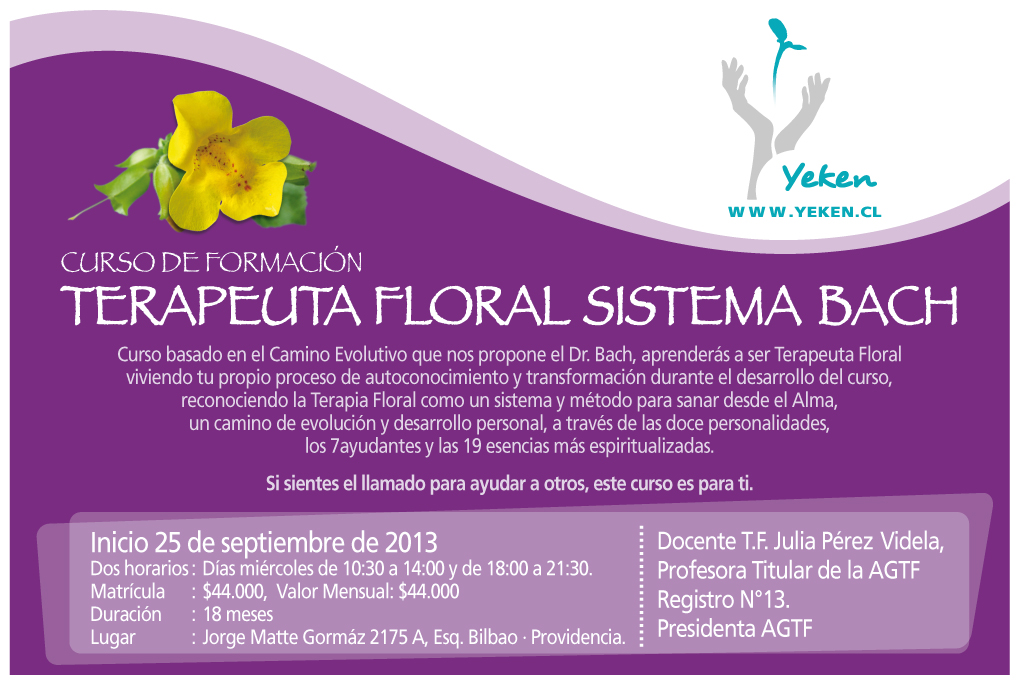 Yeken
WWW.YEKEN.CL
CURSO DE FORMACIÓN
TERAPEUTA FLORAL SISTEMA BACH
Curso basado en el Camino Evolutivo que nos propone el Dr. Bach, aprenderás a ser Terapeuta Floral
viviendo tu propio proceso de autoconocimiento y transformación durante el desarrollo del curso,
reconociendo la Terapia Floral como un sistema y método para sanar desde el Alma,
un camino de evolución y desarrollo personal, a través de las doce personalidades,
los 7ayudantes y las 19 esencias más espiritualizadas.
Si sientes el llamado para ayudar a otros, este curso es para ti.
Inicio 25 de septiembre de 2013
Dos horarios : Días miércoles de 10:30 a 14:00 y de 18:00 a 21:30.
Matrícula : $44.000, Valor Mensual: $44.000
Duración : 18 meses
Lugar : Jorge Matte Gormáz 2175 A, Esq. Bilbao · Providencia.
Docente T.F. Julia Pérez Videla,
Profesora Titular de la AGTF
Registro N°13.
Presidenta AGTF